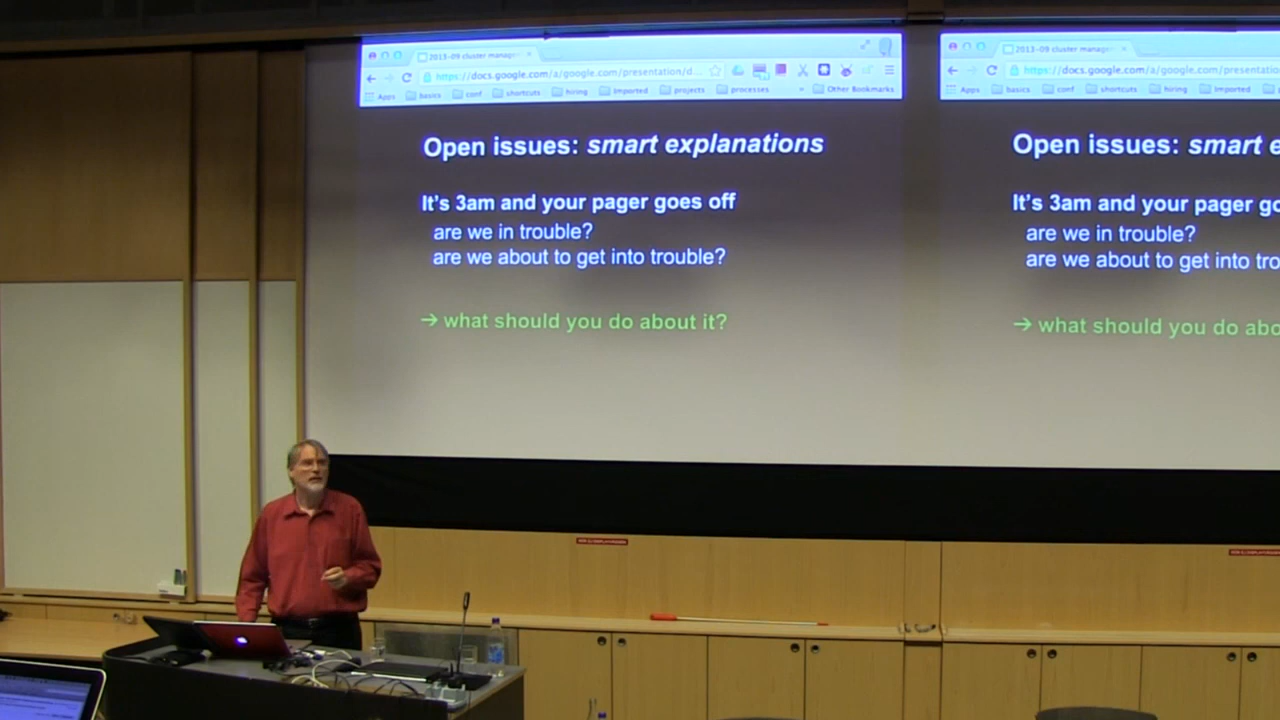 2013-09 cluster manage
https://docs.google.com/a/google.com/presentation/d...
Apps basics conf shortcuts hiring Imported projects processes » Other Bookmarks
Open issues: smart explanations
It's 3am and your pager goes off
are we in trouble?
are we about to get into trouble?
→ what should you do about it?
2013-09 cluster manage
https://docs.google.com/a/google.com/presentatio
Apps basics conf shortcuts hiring Imported
Open issues: smart e
It's 3am and your pager go
are we in trouble?
are we about to get into tro
→ what should you do abo